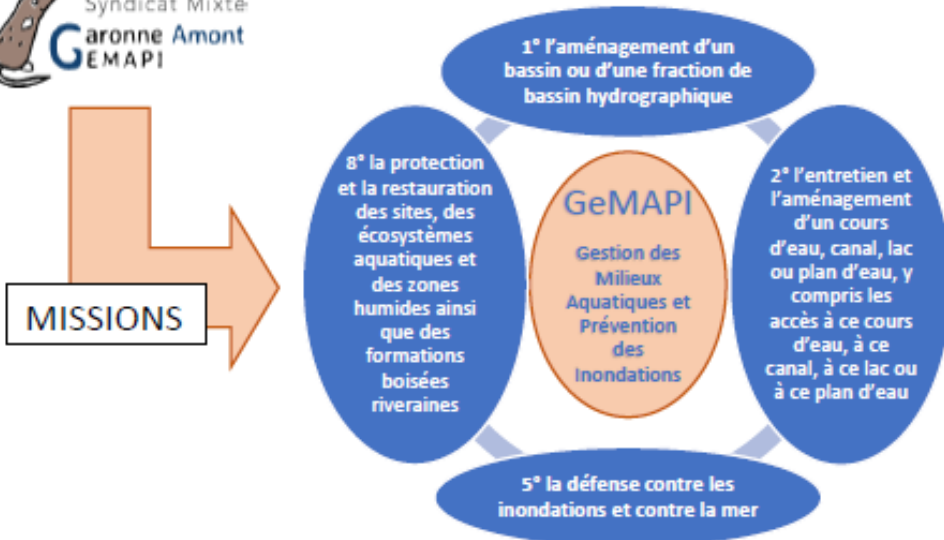 Syndicat Mixte
Garonne Amont
GEMAPI
MISSIONS
1° l'aménagement d'un
bassin ou d'une fraction de
bassin hydrographique
2° l'entretien et
l'aménagement
d'un cours
d'eau, canal, lac
ou plan d'eau, y
compris les
accès à ce cours
d'eau, à ce
canal, à ce lac ou
à ce plan d'eau
5° la défense contre les
inondations et contre la mer
8° la protection
et la restauration
des sites, des
écosystèmes
aquatiques et
des zones
humides ainsi
que des
formations
boisées
riveraines
GeMAPI
Gestion des
Milieux
Aquatiques et
Prévention
des
Inondations